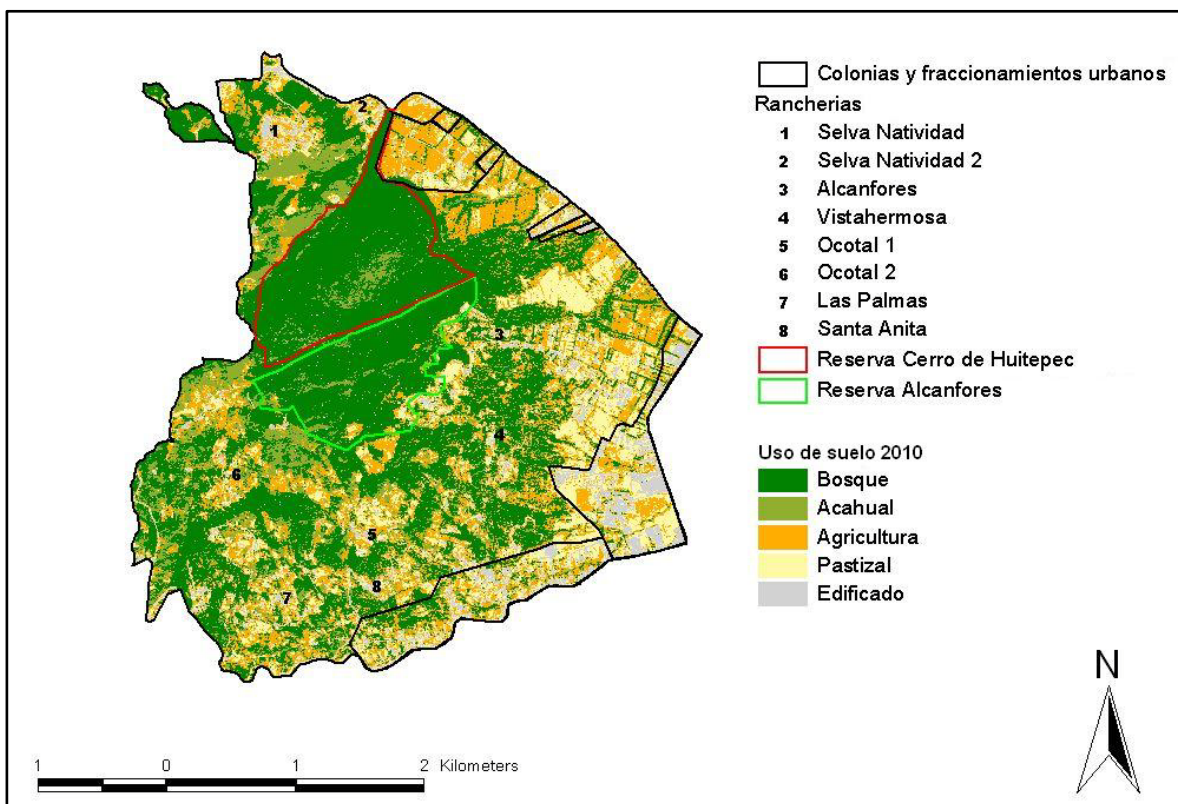 Colonias y fraccionamientos urbanos
Rancherias
1 Selva Natividad
2 Selva Natividad 2
3 Alcanfores
4 Vistahermosa
5 Ocotal 1
6 Ocotal 2
7 Las Palmas
8 Santa Anita
Reserva Cerro de Huitepec
Reserva Alcanfores
Uso de suelo 2010
Bosque
Acahual
Agricultura
Pastizal
Edificado
1
2
3
4
6
5
8
7
N
1 0 1 2 Kilometers